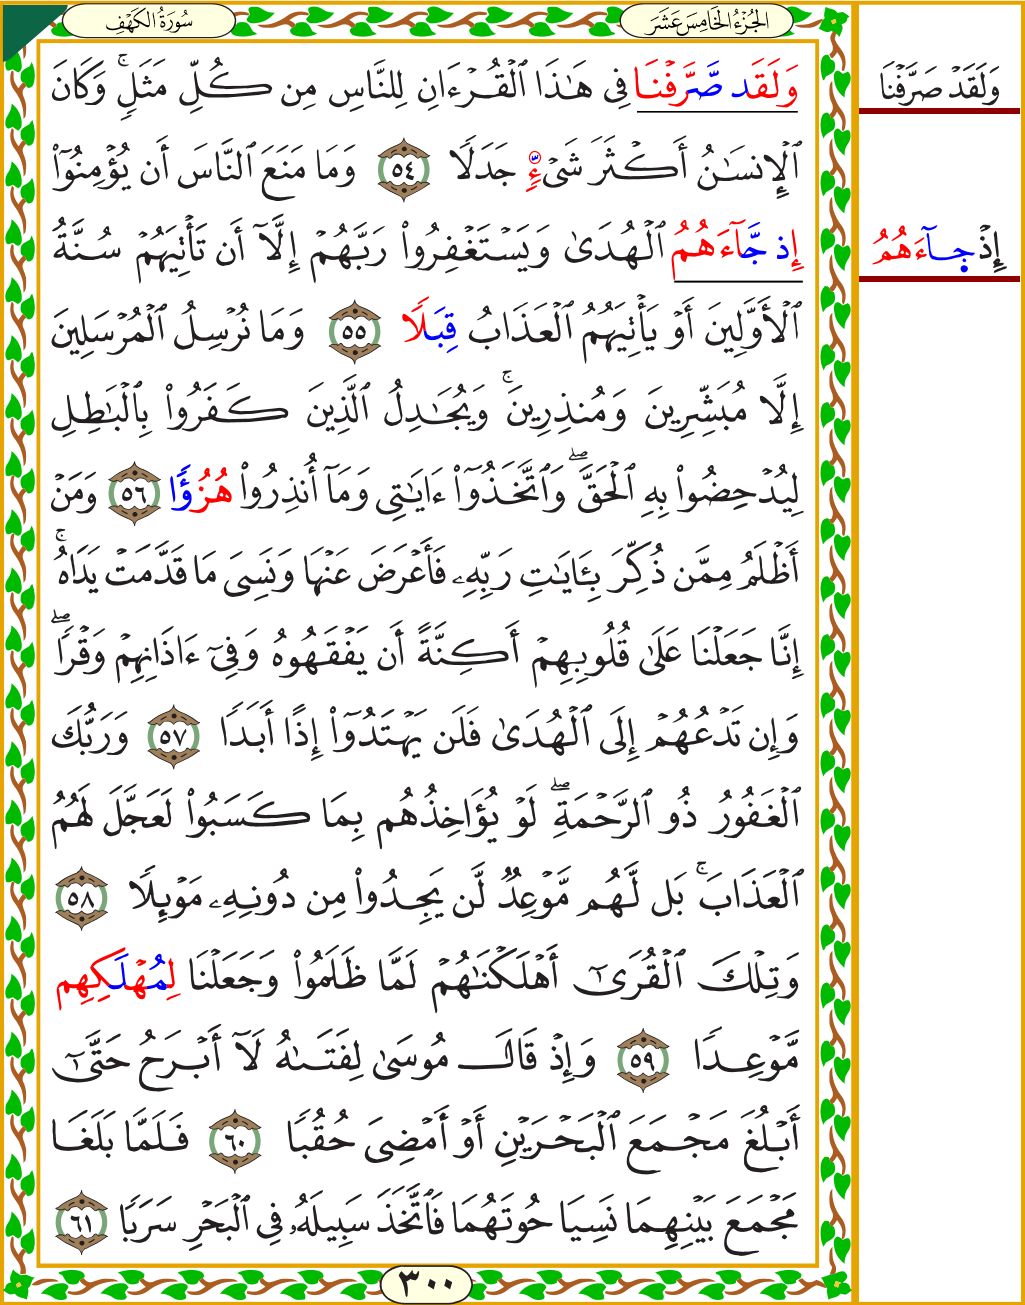 الجُزْءُ الخَامِسَ عَشَرَ
سُورَةُ الكَهْفِ
وَلَقَد صَّرَّفْنَا فِي هَٰذَا ٱلْقُرْءَانِ لِلنَّاسِ مِن كُلِّ مَثَلٖۚ وَكَانَ
ٱلْإِنسَٰنُ أَكْثَرَ شَيْءٖ جَدَلٗا ٥٤ وَمَا مَنَعَ ٱلنَّاسَ أَن يُؤْمِنُوٓاْ
إِذ جَّآءَهُمُ ٱلْهُدَىٰ وَيَسْتَغْفِرُواْ رَبَّهُمْ إِلَّآ أَن تَأْتِيَهُمْ سُنَّةُ
ٱلْأَوَّلِينَ أَوْ يَأْتِيَهُمُ ٱلْعَذَابُ قِبَلٗا ٥٥ وَمَا نُرْسِلُ ٱلْمُرْسَلِينَ
إِلَّا مُبَشِّرِينَ وَمُنذِرِينَۚ وَيُجَٰدِلُ ٱلَّذِينَ كَفَرُواْ بِٱلْبَٰطِلِ
لِيُدْحِضُواْ بِهِ ٱلْحَقَّۖ وَٱتَّخَذُوٓاْ ءَايَٰتِي وَمَآ أُنذِرُواْ هُزُؤٗا ٥٦ وَمَنْ
أَظْلَمُ مِمَّن ذُكِّرَ بِـَٔايَٰتِ رَبِّهِۦ فَأَعْرَضَ عَنْهَا وَنَسِيَ مَا قَدَّمَتْ يَدَاهُۚ
إِنَّا جَعَلْنَا عَلَىٰ قُلُوبِهِمْ أَكِنَّةً أَن يَفْقَهُوهُ وَفِيٓ ءَاذَانِهِمْ وَقْرٗاۖ
وَإِن تَدْعُهُمْ إِلَى ٱلْهُدَىٰ فَلَن يَهْتَدُوٓاْ إِذًا أَبَدٗا ٥٧ وَرَبُّكَ
ٱلْغَفُورُ ذُو ٱلرَّحْمَةِۖ لَوْ يُؤَاخِذُهُم بِمَا كَسَبُواْ لَعَجَّلَ لَهُمُ
ٱلْعَذَابَۚ بَل لَّهُم مَّوْعِدٞ لَّن يَجِدُواْ مِن دُونِهِۦ مَوْئِلٗا ٥٨
وَتِلْكَ ٱلْقُرَىٰٓ أَهْلَكْنَٰهُمْ لَمَّا ظَلَمُواْ وَجَعَلْنَا لِمُهْلَكِهِم
مَّوْعِدٗا ٥٩ وَإِذْ قَالَ مُوسَىٰ لِفَتَىٰهُ لَآ أَبْرَحُ حَتَّىٰٓ
أَبْلُغَ مَجْمَعَ ٱلْبَحْرَيْنِ أَوْ أَمْضِيَ حُقُبٗا ٦٠ فَلَمَّا بَلَغَا
مَجْمَعَ بَيْنِهِمَا نَسِيَا حُوتَهُمَا فَٱتَّخَذَ سَبِيلَهُۥ فِي ٱلْبَحْرِ سَرَبٗا ٦١
٣٠٠
وَلَقَدْ صَرَّفْنَا
إِذْ جَآءَهُمُ